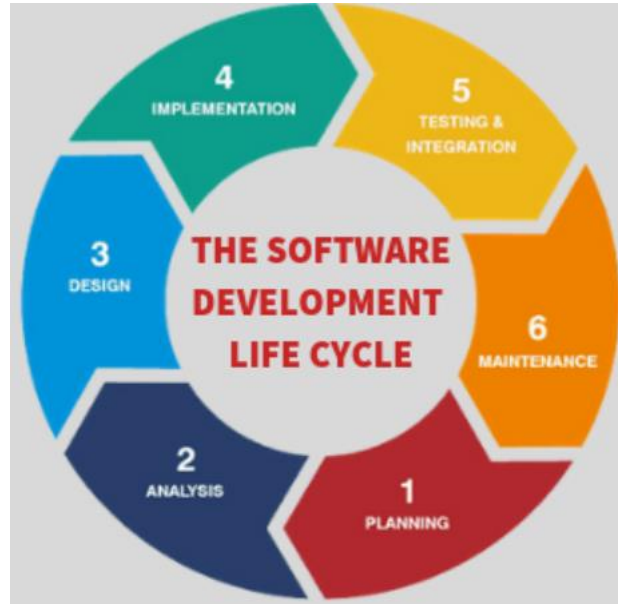 THE SOFTWARE
DEVELOPMENT
LIFE CYCLE
1
PLANNING
2
ANALYSIS
3
DESIGN
4
IMPLEMENTATION
5
TESTING &
INTEGRATION
6
MAINTENANCE